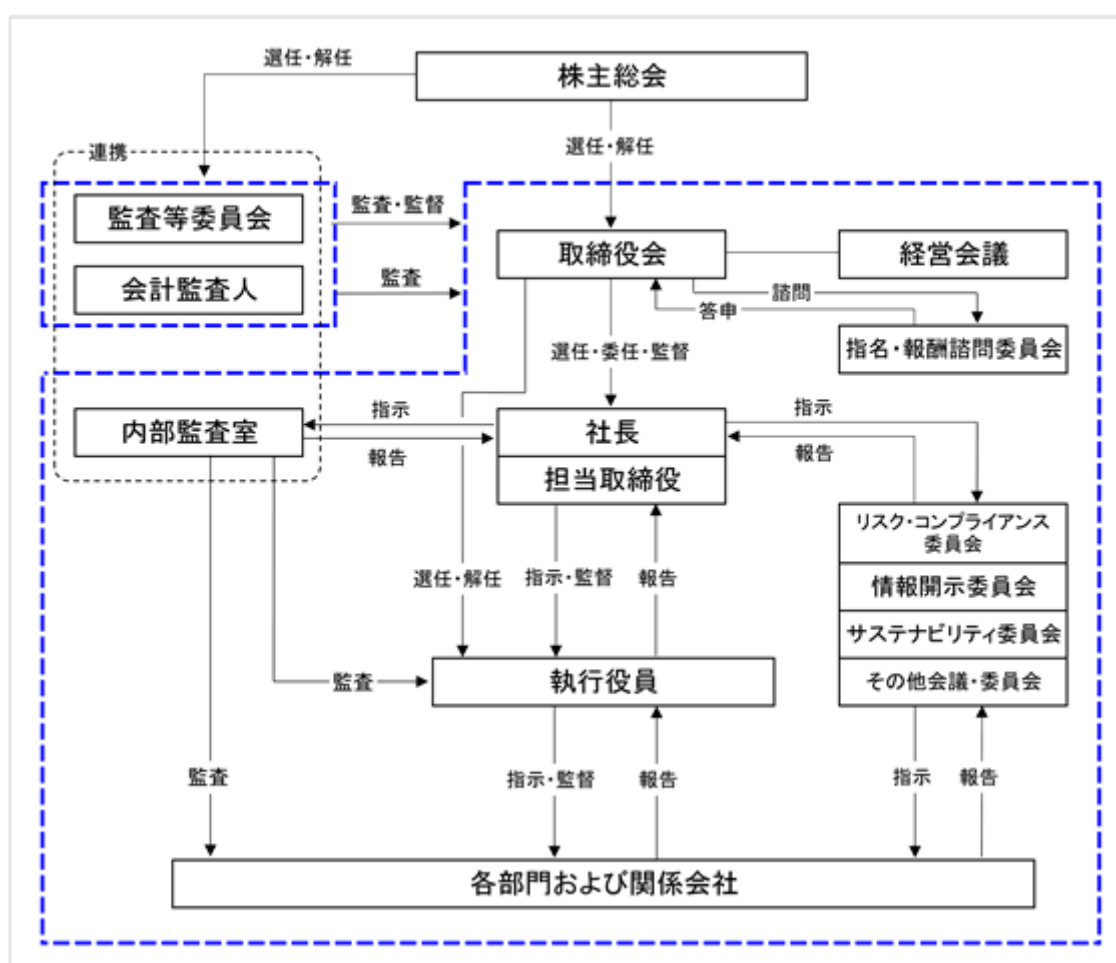 選任・解任
株主総会
選任・解任
連携
監査等委員会
監査・監督
会計監査人
監査
取締役会
経営会議
諮問
答申
指名・報酬諮問委員会
選任・委任・監督
内部監査室
指示
報告
社長
担当取締役
指示
報告
リスク・コンプライアンス
委員会
情報開示委員会
サステナビリティ委員会
その他会議・委員会
選任・解任
指示・監督
報告
監査
執行役員
監査
指示・監督
報告
指示
報告
各部門および関係会社